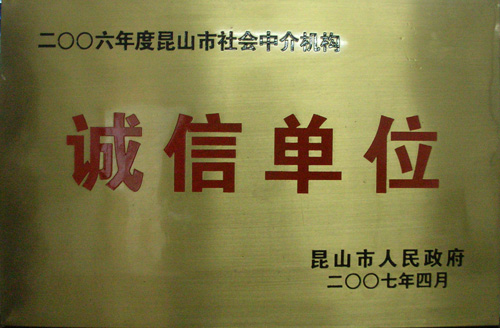 二〇〇六年度昆山市社会中介机构
诚信单位
昆山市人民政府
二〇〇七年四月